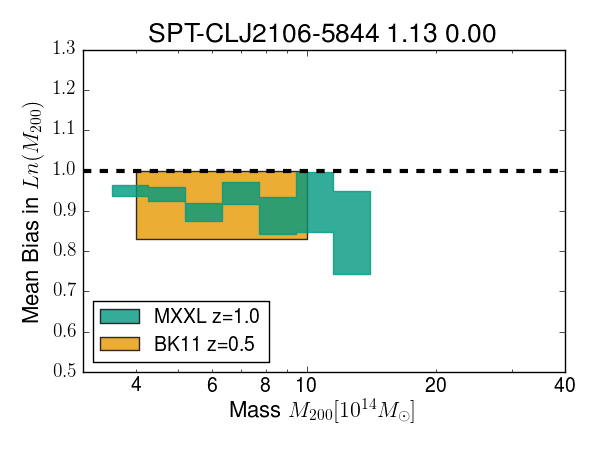 SPT-CLJ2106-5844 1.13 0.00
1.3
1.2
1.1
1.0
0.9
0.8
0.7
0.6
0.5
Mean Bias in Ln(M200)
MXXL z=1.0
BK11 z=0.5
4 6 8 10 20 40
Mass M200[10^14 M⊙]